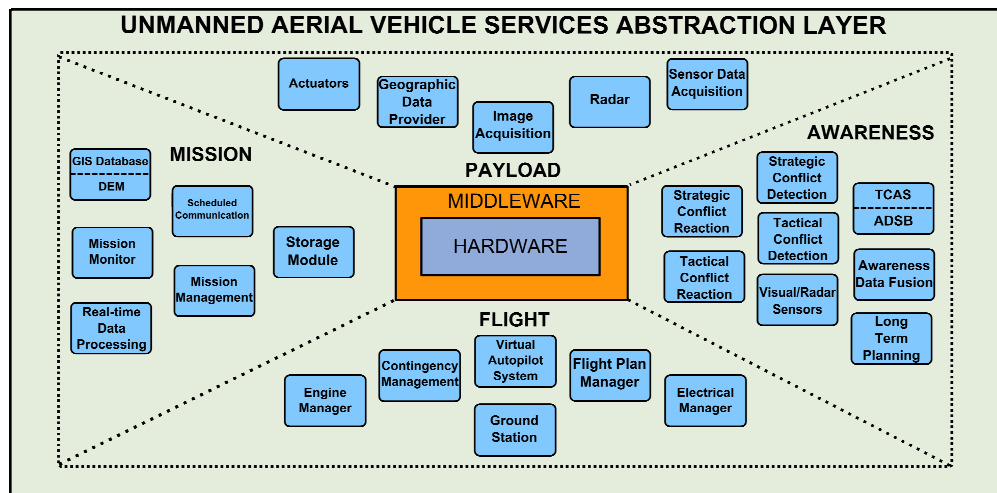 UNMANNED AERIAL VEHICLE SERVICES ABSTRACTION LAYER
Actuators
Geographic
Data
Provider
Image
Acquisition
Radar
Sensor Data
Acquisition
PAYLOAD
MISSION
GIS Database
DEM
Scheduled
Communication
Mission
Monitor
Storage
Module
Mission
Management
Real-time
Data
Processing
MIDDLEWARE
HARDWARE
AWARENESS
Strategic
Conflict
Detection
Strategic
Conflict
Reaction
TCAS
ADSB
Tactical
Conflict
Detection
Tactical
Conflict
Reaction
Awareness
Data Fusion
Visual/Radar
Sensors
Long
Term
Planning
FLIGHT
Virtual
Autopilot
System
Contingency
Management
Flight Plan
Manager
Engine
Manager
Electrical
Manager
Ground
Station